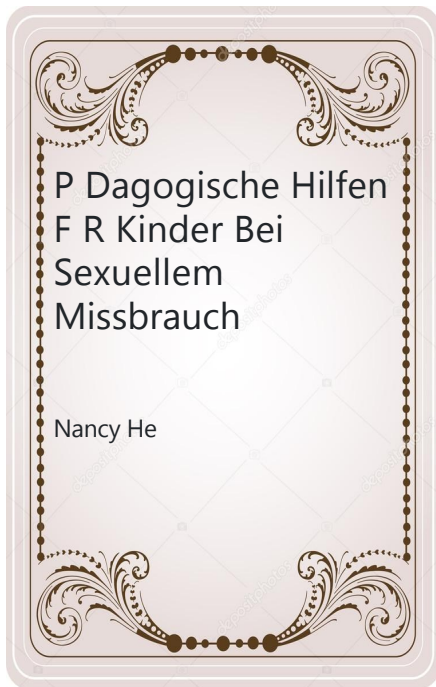 P Dagogische Hilfen
F R Kinder Bei
Sexuellem
Missbrauch
Nancy He